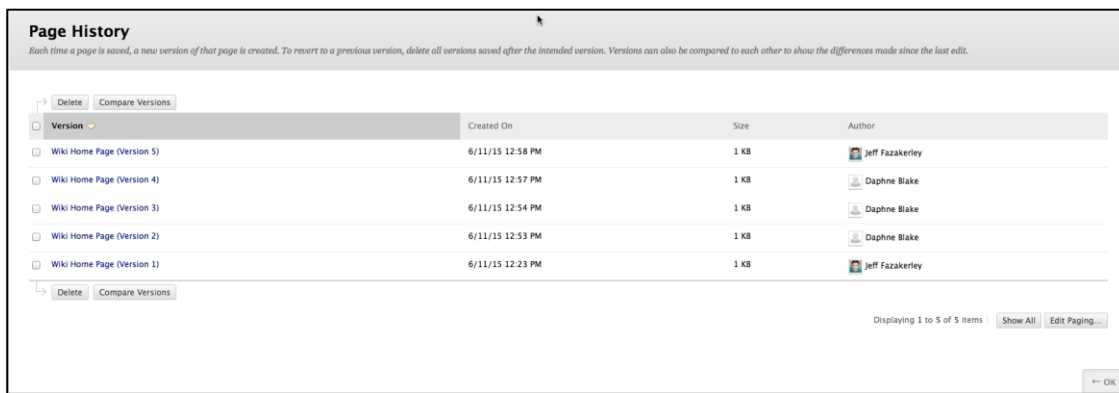 Page History
Each time a page is saved, a new version of that page is created. To revert to a previous version, delete all versions saved after the intended version. Versions can also be compared to each other to show the differences made since the last edit.
Delete Compare Versions
Version Created On Size Author
Wiki Home Page (Version 5) 6/11/15 12:58 PM 1 KB Jeff Fazakerley
Wiki Home Page (Version 4) 6/11/15 12:57 PM 1 KB Daphne Blake
Wiki Home Page (Version 3) 6/11/15 12:54 PM 1 KB Daphne Blake
Wiki Home Page (Version 2) 6/11/15 12:53 PM 1 KB Daphne Blake
Wiki Home Page (Version 1) 6/11/15 12:23 PM 1 KB Jeff Fazakerley
Delete Compare Versions
Displaying 1 to 5 of 5 items Show All Edit Paging...
← OK